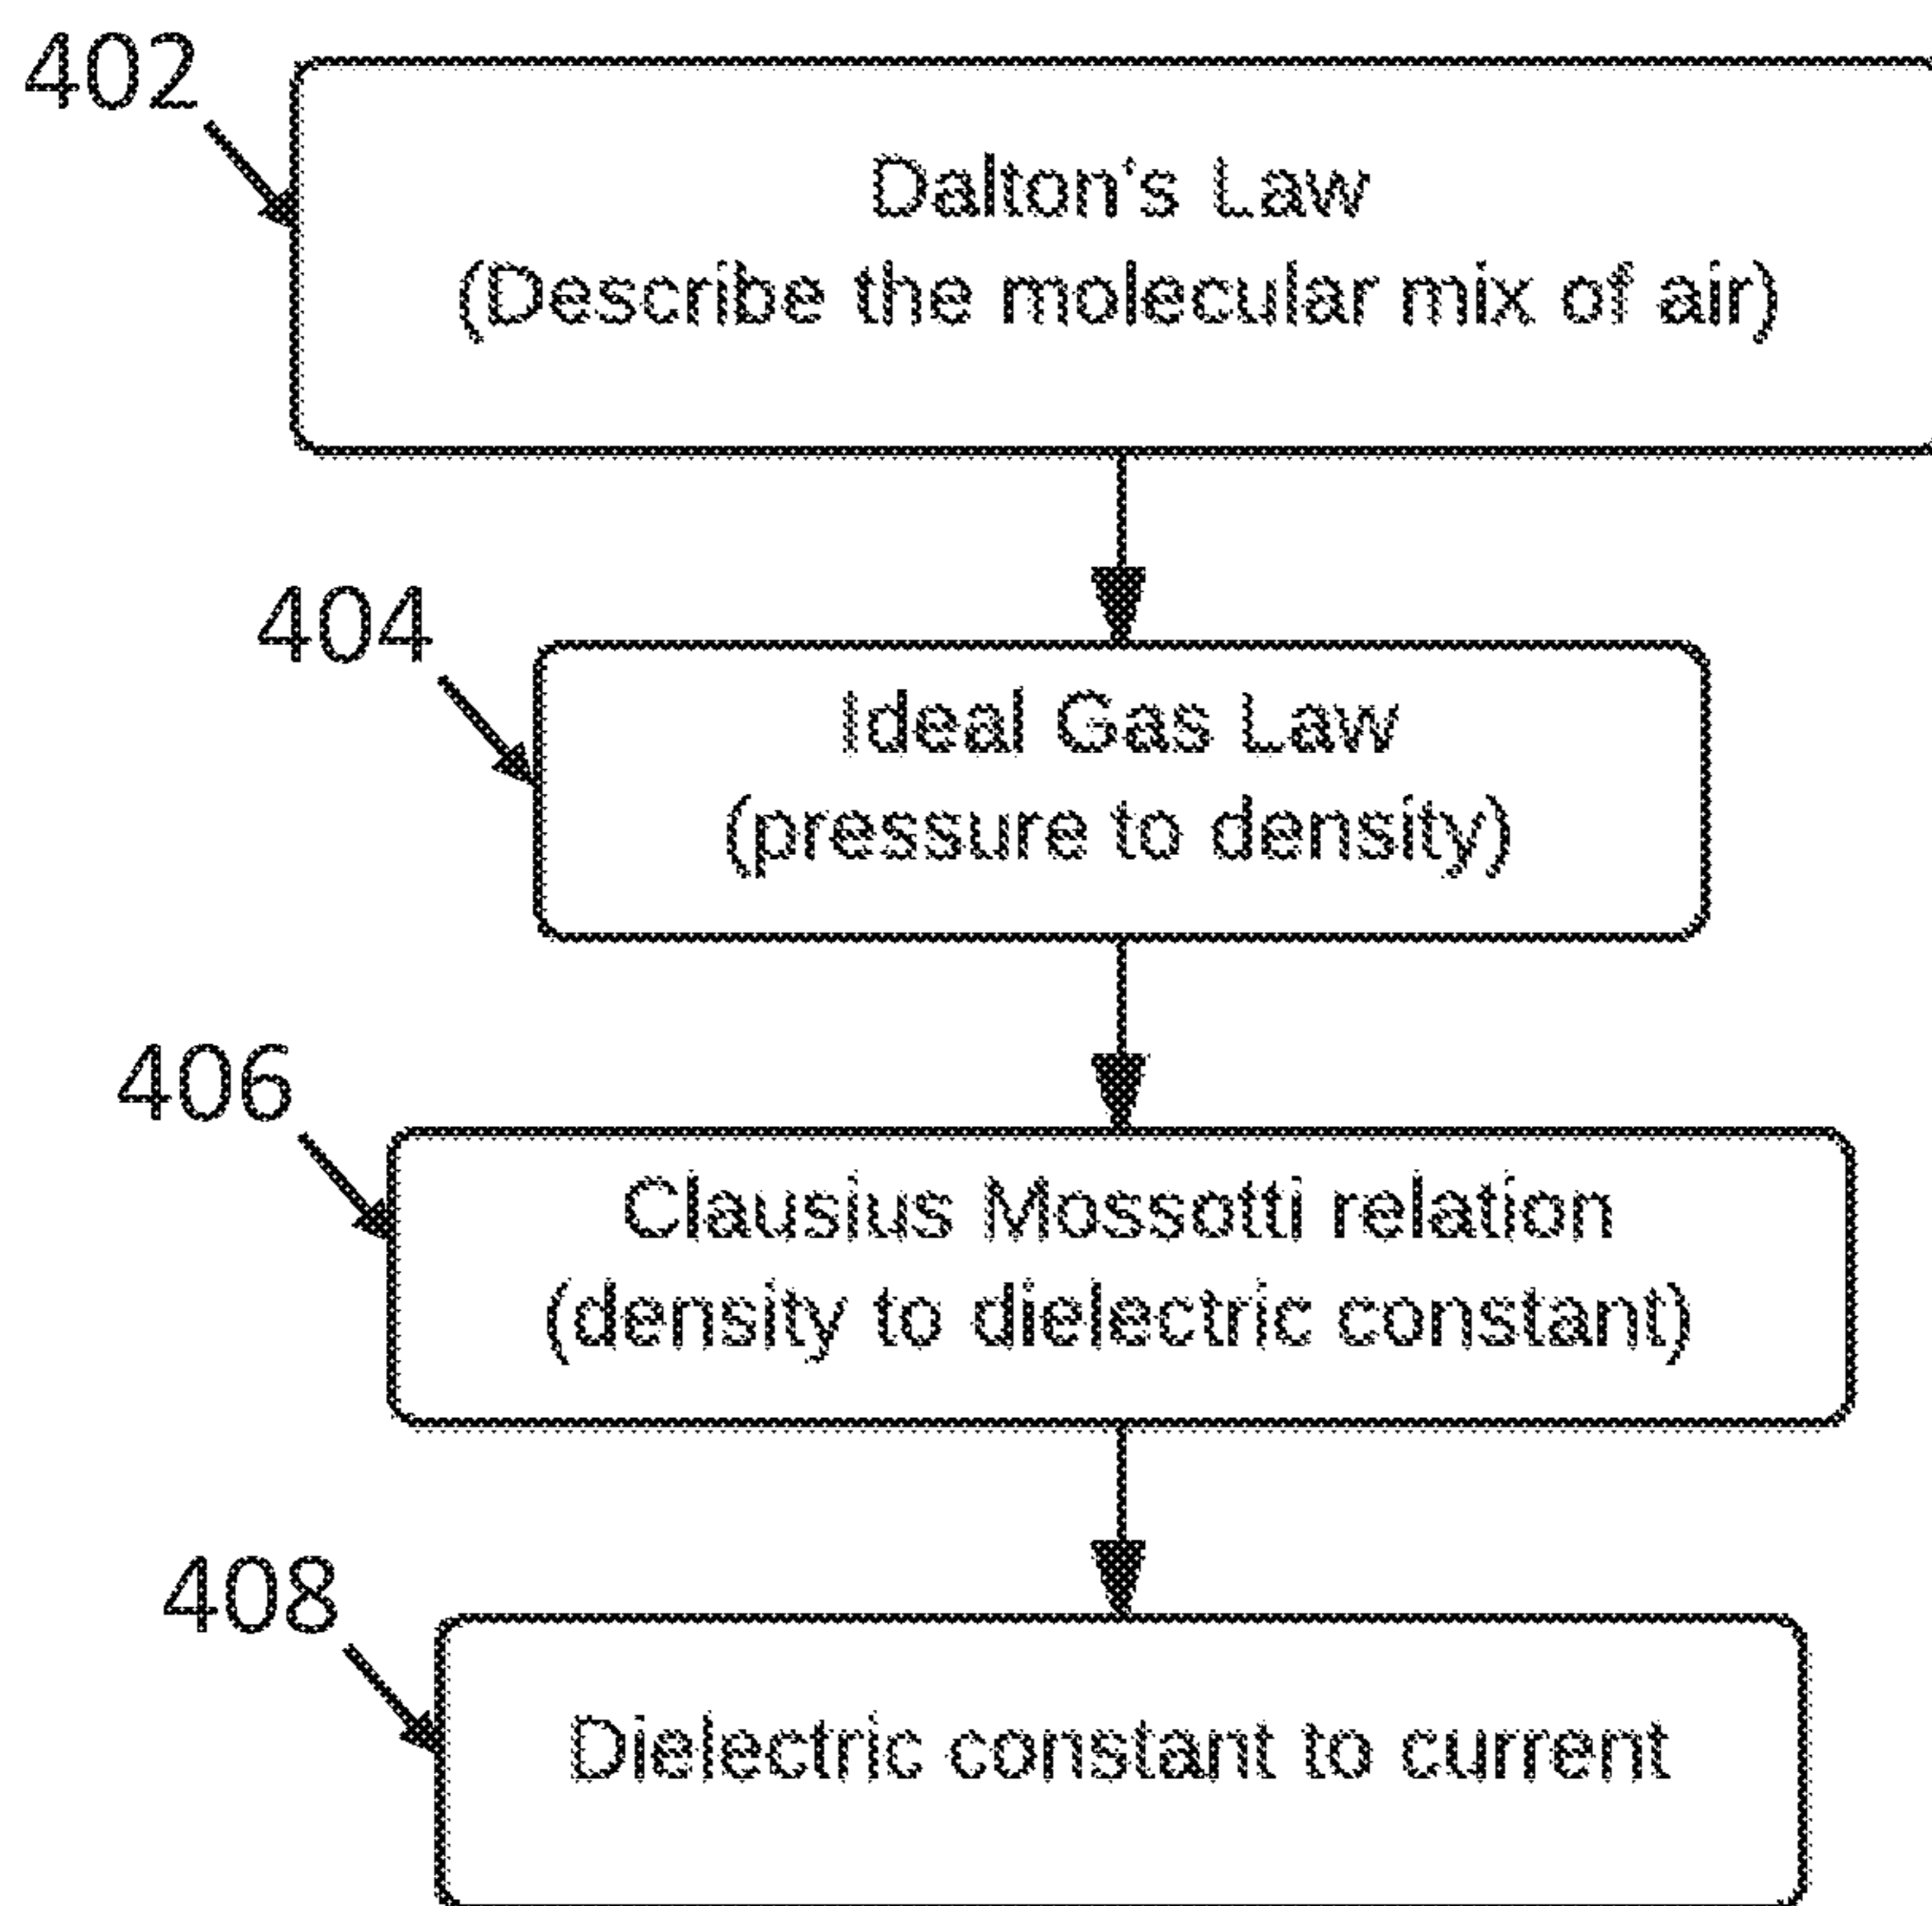 402
Dalton's Law
(Describe the molecular mix of air)
404
Ideal Gas Law
(pressure to density)
406
Clausius Mossotti relation
(density to dielectric constant)
408
Dielectric constant to current